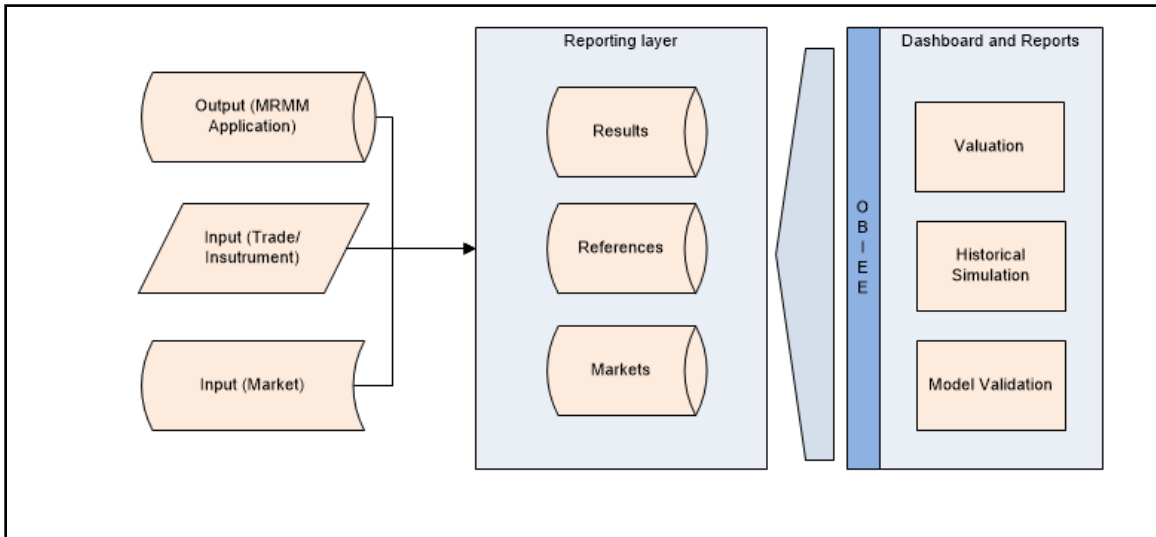 Reporting layer
Dashboard and Reports
Output (MRMM
Application)
Results
Valuation
Input (Trade/
Insutrument)
References
O
B
I
E
E
Historical
Simulation
Input (Market)
Markets
Model Validation